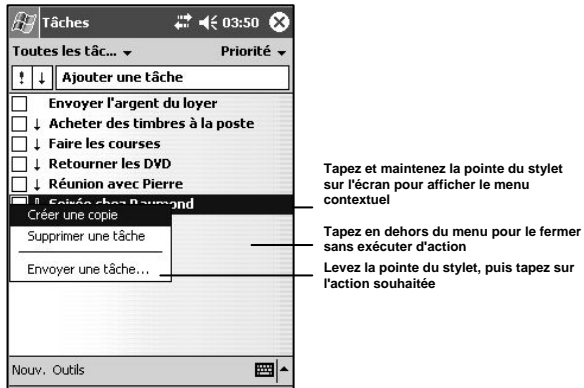 Tâches 03:50
Toutes les tâc... Priorité
! ↓ Ajouter une tâche
Envoyer l'argent du loyer
↓ Acheter des timbres à la poste
↓ Faire les courses
↓ Retourner les DVD
↓ Réunion avec Pierre
↓ Soirée chez Raymond
Créer une copie
Supprimer une tâche
Envoyer une tâche...
Nouv. Outils
Tapez et maintenez la pointe du stylet
sur l'écran pour afficher le menu
contextuel
Tapez en dehors du menu pour le fermer
sans exécuter d'action
Levez la pointe du stylet, puis tapez sur
l'action souhaitée